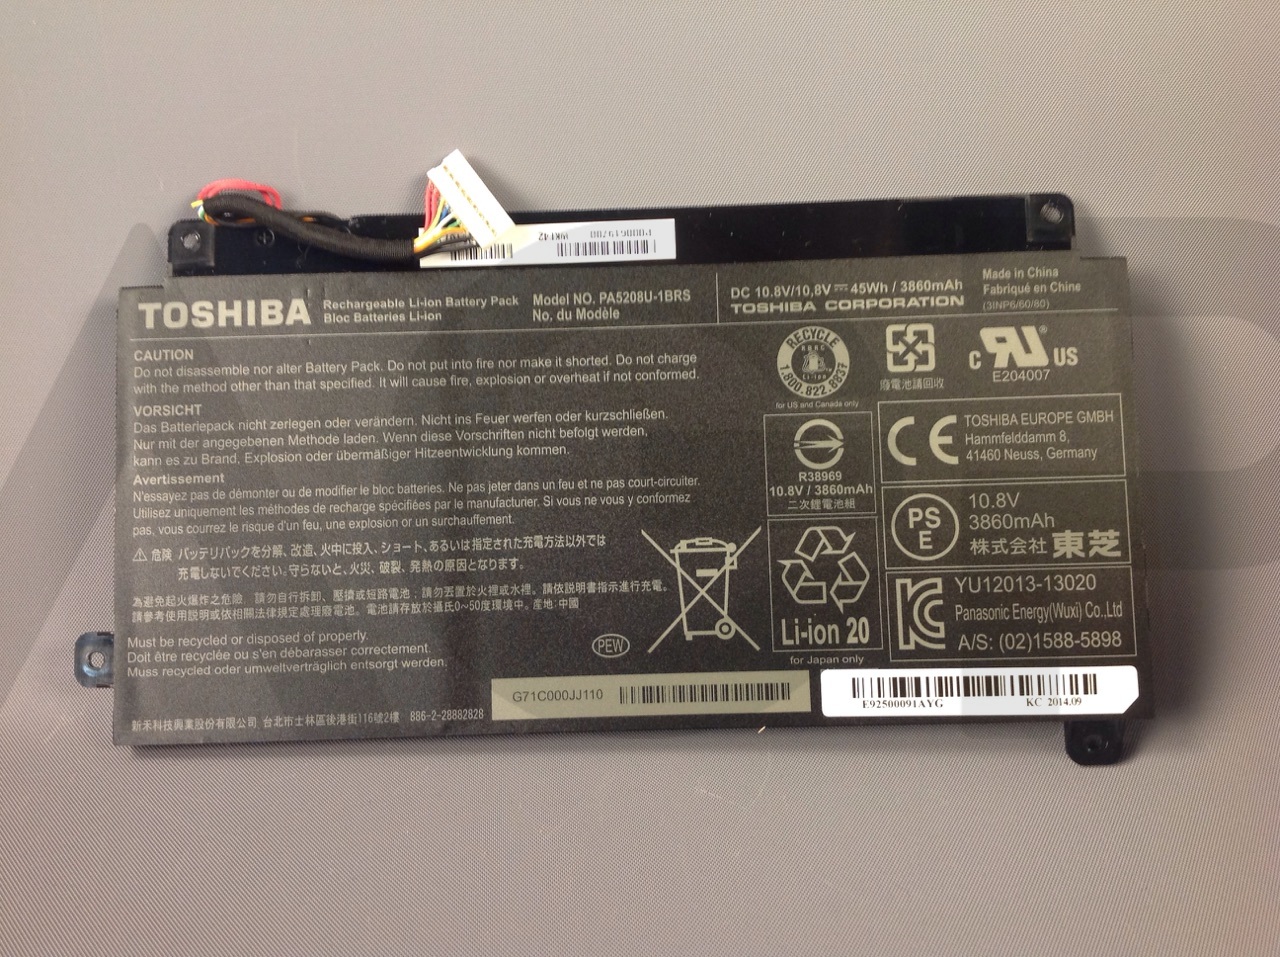 TOSHIBA
Rechargeable Li-ion Battery Pack
Bloc Batteries Li-ion
Model NO. PA5208U-1BRS
No. du Modèle
DC 10.8V/10,8V ⎓ 45Wh / 3860mAh
TOSHIBA CORPORATION
Made in China
Fabriqué en Chine
(3INP6/60/80)
CAUTION
Do not disassemble nor alter Battery Pack. Do not put into fire nor make it shorted. Do not charge
with the method other than that specified. It will cause fire, explosion or overheat if not conformed.
VORSICHT
Das Batteriepack nicht zerlegen oder verändern. Nicht ins Feuer werfen oder kurzschließen.
Nur mit der angegebenen Methode laden. Wenn diese Vorschriften nicht befolgt werden,
kann es zu Brand, Explosion oder übermäßiger Hitzeentwicklung kommen.
Avertissement
N'essayez pas de démonter ou de modifier le bloc batteries. Ne pas jeter dans un feu et ne pas court-circuiter.
Utilisez uniquement les méthodes de recharge spécifiées par le manufacturier. Si vous ne vous y conformez
pas, vous courrez le risque d'un feu, une explosion or un surchauffement.
⚠ 危険 バッテリパックを分解、改造、火中に投入、ショート、あるいは指定された充電方法以外では
充電しないでください。守らないと、火災、破裂、発熱の原因となります。
為避免起火爆炸之危險，請勿自行拆卸、壓擠或短路電池；請勿丟置於火裡或水裡。請依説明書指示進行充電。
請參考使用説明或依相關法律規定處理廢電池。電池請存放於攝氏0~50度環境中。産地:中國
Must be recycled or disposed of properly.
Doit être recyclée ou s'en débarasser correctement.
Muss recycled oder umweltverträglich entsorgt werden.
新禾科技興業股份有限公司 台北市士林區後港街116號2樓 886-2-28882828
PEW
G71C000JJ110
E92500091AYG
KC 2014.09
RECYCLE
RBRC
Li-ion
1.800.822.8837
for US and Canada only
廢電池請回收
C RU ® US
E204007
R38969
10.8V / 3860mAh
二次鋰電池組
Li-ion 20
for Japan only
CE
TOSHIBA EUROPE GMBH
Hammfelddamm 8,
41460 Neuss, Germany
PS
E
10.8V
3860mAh
株式会社 東芝
KC
YU12013-13020
Panasonic Energy(Wuxi) Co.,Ltd
A/S: (02)1588-5898